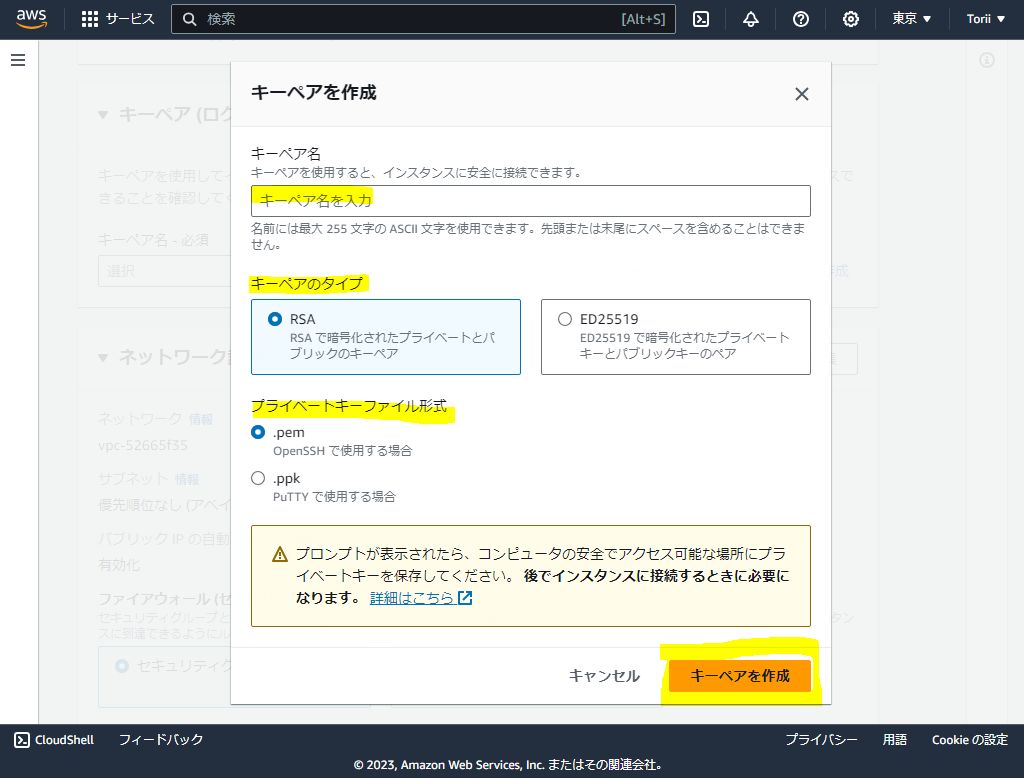 aws
サービス
検索
[Alt+S]
東京 ▼
Torii ▼
キーペアを作成
▼ キーペア (ログ
キーペア名
キーペアを使用すると、インスタンスに安全に接続できます。
キーペアを使用してイ
スで
キーペア名を入力
きることを確認してく
名前には最大 255 文字の ASCII 文字を使用できます。先頭または末尾にスペースを含めることはできま
せん。
キーペア名 - 必須
選択
作成
キーペアのタイプ
RSA
RSA で暗号化されたプライベートとパ
ブリックのキーペア
ED25519
ED25519 で暗号化されたプライベート
キーとパブリックキーのペア
▼ ネットワーク
プライベートキーファイル形式
ネットワーク 情報
.pem
vpc-52665f35
OpenSSH で使用する場合
サブネット 情報
.ppk
優先順位なし (アベイ
PuTTY で使用する場合
パブリック IP の自動
有効化
プロンプトが表示されたら、コンピュータの安全でアクセス可能な場所にプラ
イベートキーを保存してください。 後でインスタンスに接続するときに必要に
なります。 詳細はこちら
ファイアウォール (セ
セキュリティグループと
タン
スに到達できるようにル
セキュリティ
キャンセル
キーペアを作成
CloudShell
フィードバック
プライバシー
用語
Cookie の設定
© 2023, Amazon Web Services, Inc. またはその関連会社。